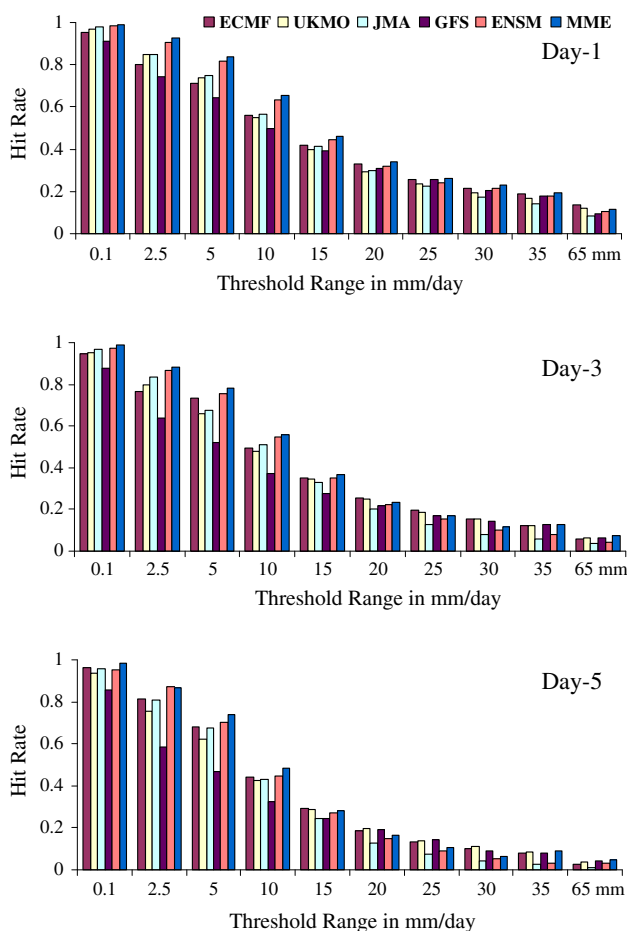 ECMF UKMO JMA GFS ENSM MME
Day-1
Hit Rate
1
0.8
0.6
0.4
0.2
0
0.1 2.5 5 10 15 20 25 30 35 65 mm
Threshold Range in mm/day
Day-3
Hit Rate
1
0.8
0.6
0.4
0.2
0
0.1 2.5 5 10 15 20 25 30 35 65 mm
Threshold Range in mm/day
Day-5
Hit Rate
1
0.8
0.6
0.4
0.2
0
0.1 2.5 5 10 15 20 25 30 35 65 mm
Threshold Range in mm/day